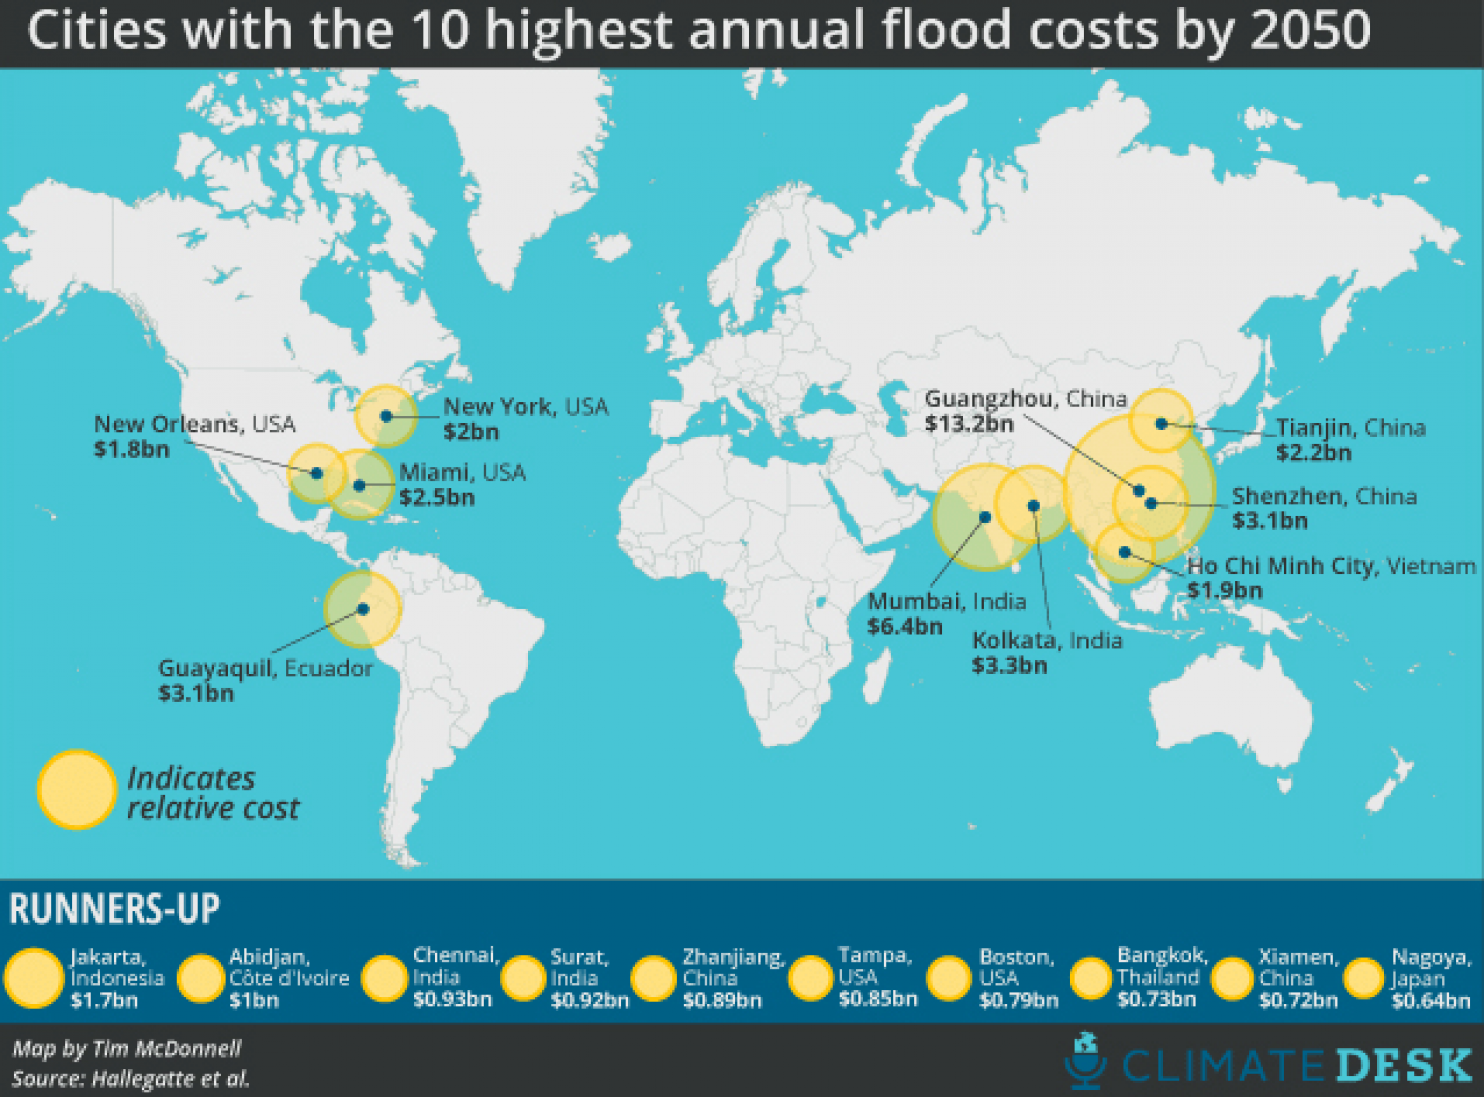 Cities with the 10 highest annual flood costs by 2050
New York, USA
$2bn
New Orleans, USA
$1.8bn
Miami, USA
$2.5bn
Guayaquil, Ecuador
$3.1bn
Guangzhou, China
$13.2bn
Tianjin, China
$2.2bn
Shenzhen, China
$3.1bn
Ho Chi Minh City, Vietnam
$1.9bn
Mumbai, India
$6.4bn
Kolkata, India
$3.3bn
Indicates
relative cost
RUNNERS-UP
Jakarta,
Indonesia
$1.7bn
Abidjan,
Côte d'Ivoire
$1bn
Chennai,
India
$0.93bn
Surat,
India
$0.92bn
Zhanjiang,
China
$0.89bn
Tampa,
USA
$0.85bn
Boston,
USA
$0.79bn
Bangkok,
Thailand
$0.73bn
Xiamen,
China
$0.72bn
Nagoya,
Japan
$0.64bn
Map by Tim McDonnell
Source: Hallegatte et al.
CLIMATE DESK